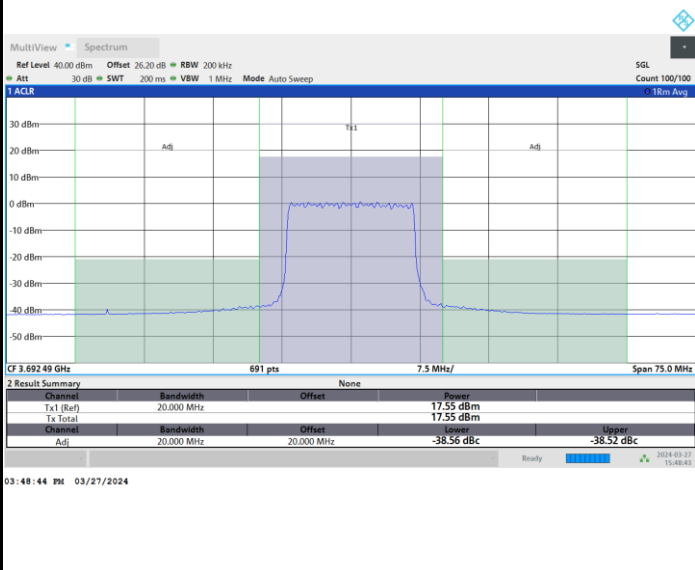 MultiView Spectrum
Ref Level 40.00 dBm Offset 26.20 dB RBW 200 kHz SGL
Att 30 dB SWT 200 ms VBW 1 MHz Mode Auto Sweep Count 100/100
1 ACLR 1Rm Avg
30 dBm
Tx1
Adj Adj
20 dBm
10 dBm
0 dBm
-10 dBm
-20 dBm
-30 dBm
-40 dBm
-50 dBm
CF 3.692 49 GHz 691 pts 7.5 MHz/ Span 75.0 MHz
2 Result Summary None
Channel Bandwidth Offset Power
Tx1 (Ref) 20.000 MHz 17.55 dBm
Tx Total 17.55 dBm
Channel Bandwidth Offset Lower Upper
Adj 20.000 MHz 20.000 MHz -38.56 dBc -38.52 dBc
Ready 2024-03-27
15:48:43
03:48:44 PM 03/27/2024